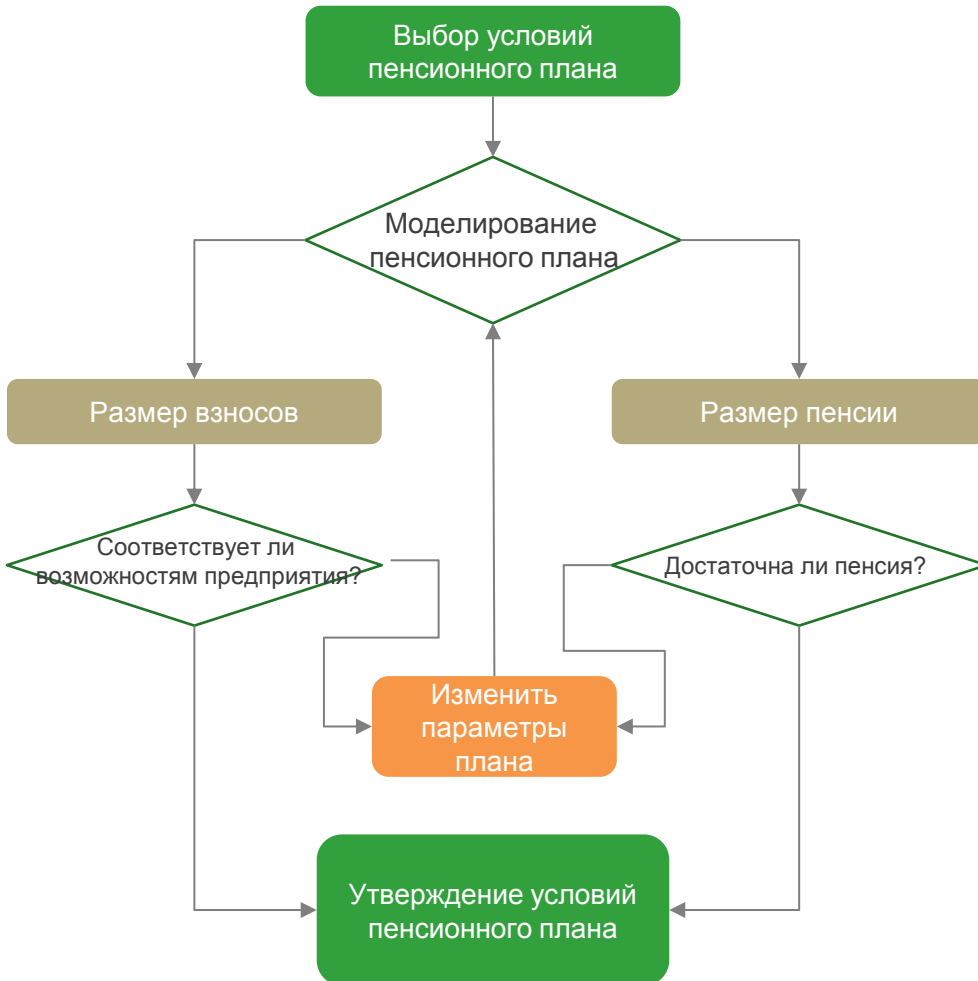 Выбор условий
пенсионного плана
Моделирование
пенсионного плана
Размер взносов
Размер пенсии
Соответствует ли
возможностям предприятия?
Достаточна ли пенсия?
Изменить
параметры
плана
Утверждение условий
пенсионного плана